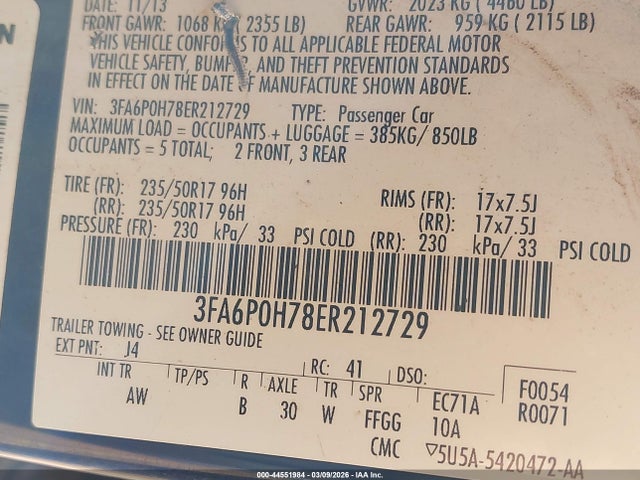 DATE: 11/13 GVWR: 2023 KG ( 4460 LB)
FRONT GAWR: 1068 K ( 2355 LB) REAR GAWR: 959 KG ( 2115 LB)
THIS VEHICLE CONFORMS TO ALL APPLICABLE FEDERAL MOTOR
VEHICLE SAFETY, BUMPER, AND THEFT PREVENTION STANDARDS
IN EFFECT ON THE DATE OF MANUFACTURE SHOWN ABOVE.
VIN: 3FA6P0H78ER212729 TYPE: Passenger Car
MAXIMUM LOAD = OCCUPANTS + LUGGAGE = 385KG/ 850LB
OCCUPANTS = 5 TOTAL; 2 FRONT, 3 REAR
TIRE (FR): 235/50R17 96H RIMS (FR): 17x7.5J
(RR): 235/50R17 96H (RR): 17x7.5J
PRESSURE (FR): 230 kPa/ 33 PSI COLD (RR): 230 kPa/ 33 PSI COLD
3FA6P0H78ER212729
TRAILER TOWING - SEE OWNER GUIDE
EXT PNT: J4 RC: 41 DSO: F0054
INT TR TP/PS R AXLE TR SPR EC71A R0071
AW B 30 W FFGG 10A
CMC ▽5U5A-5420472-AA
000-44551984 | 03/09/2026 - IAA Inc.